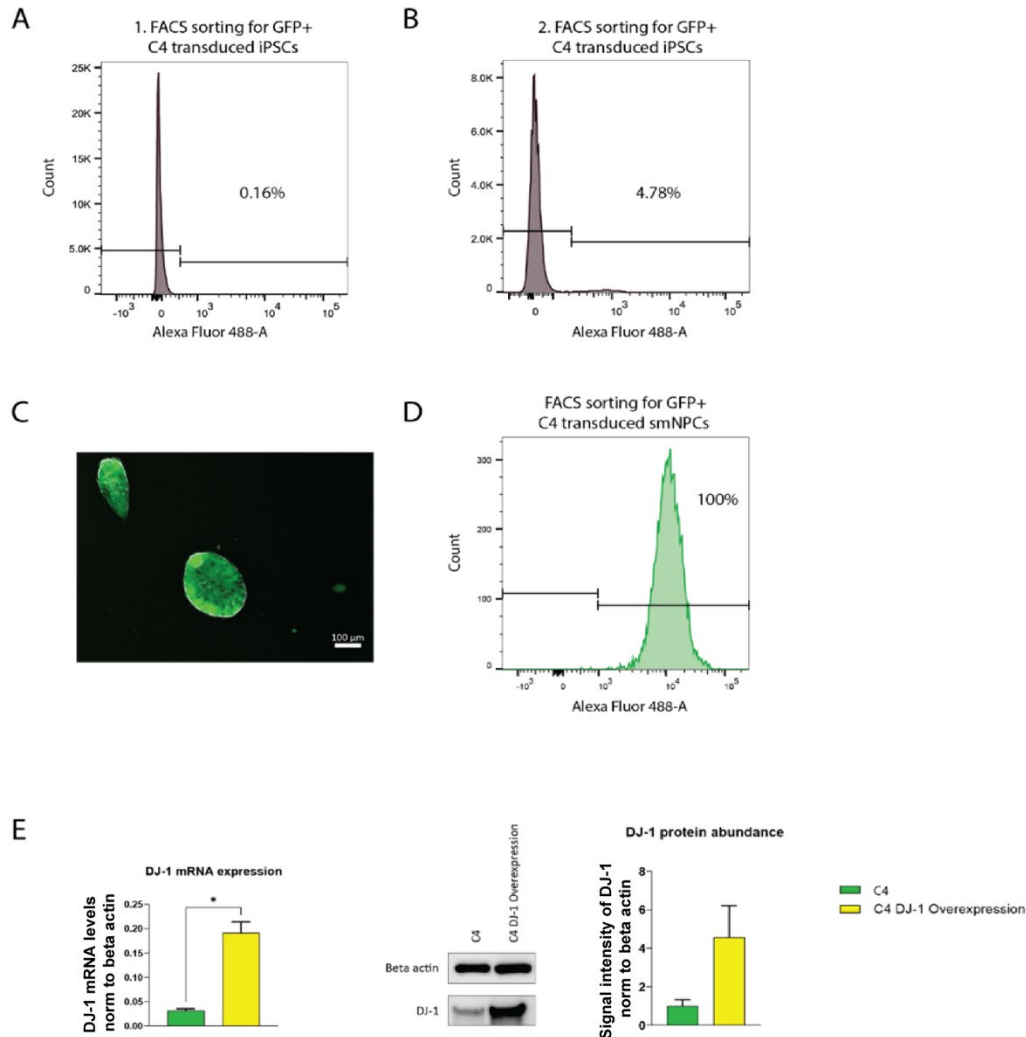 A
1. FACS sorting for GFP+
C4 transduced iPSCs
25K
20K
15K
10K
5.0K
0
Count
0.16%
-10³ 0 10³ 10⁴ 10⁵
Alexa Fluor 488-A
B
2. FACS sorting for GFP+
C4 transduced iPSCs
8.0K
6.0K
4.0K
2.0K
0
Count
4.78%
0 10³ 10⁴ 10⁵
Alexa Fluor 488-A
C
100 µm
D
FACS sorting for GFP+
C4 transduced smNPCs
300
200
100
0
Count
100%
-10³ 0 10³ 10⁴ 10⁵
Alexa Fluor 488-A
E
DJ-1 mRNA expression
DJ-1 mRNA levels
norm to beta actin
0.25
0.20
0.15
0.10
0.05
0.00
*
C4
C4 DJ-1 Overexpression
Beta actin
DJ-1
DJ-1 protein abundance
Signal intensity of DJ-1
norm to beta actin
8
6
4
2
0
C4
C4 DJ-1 Overexpression